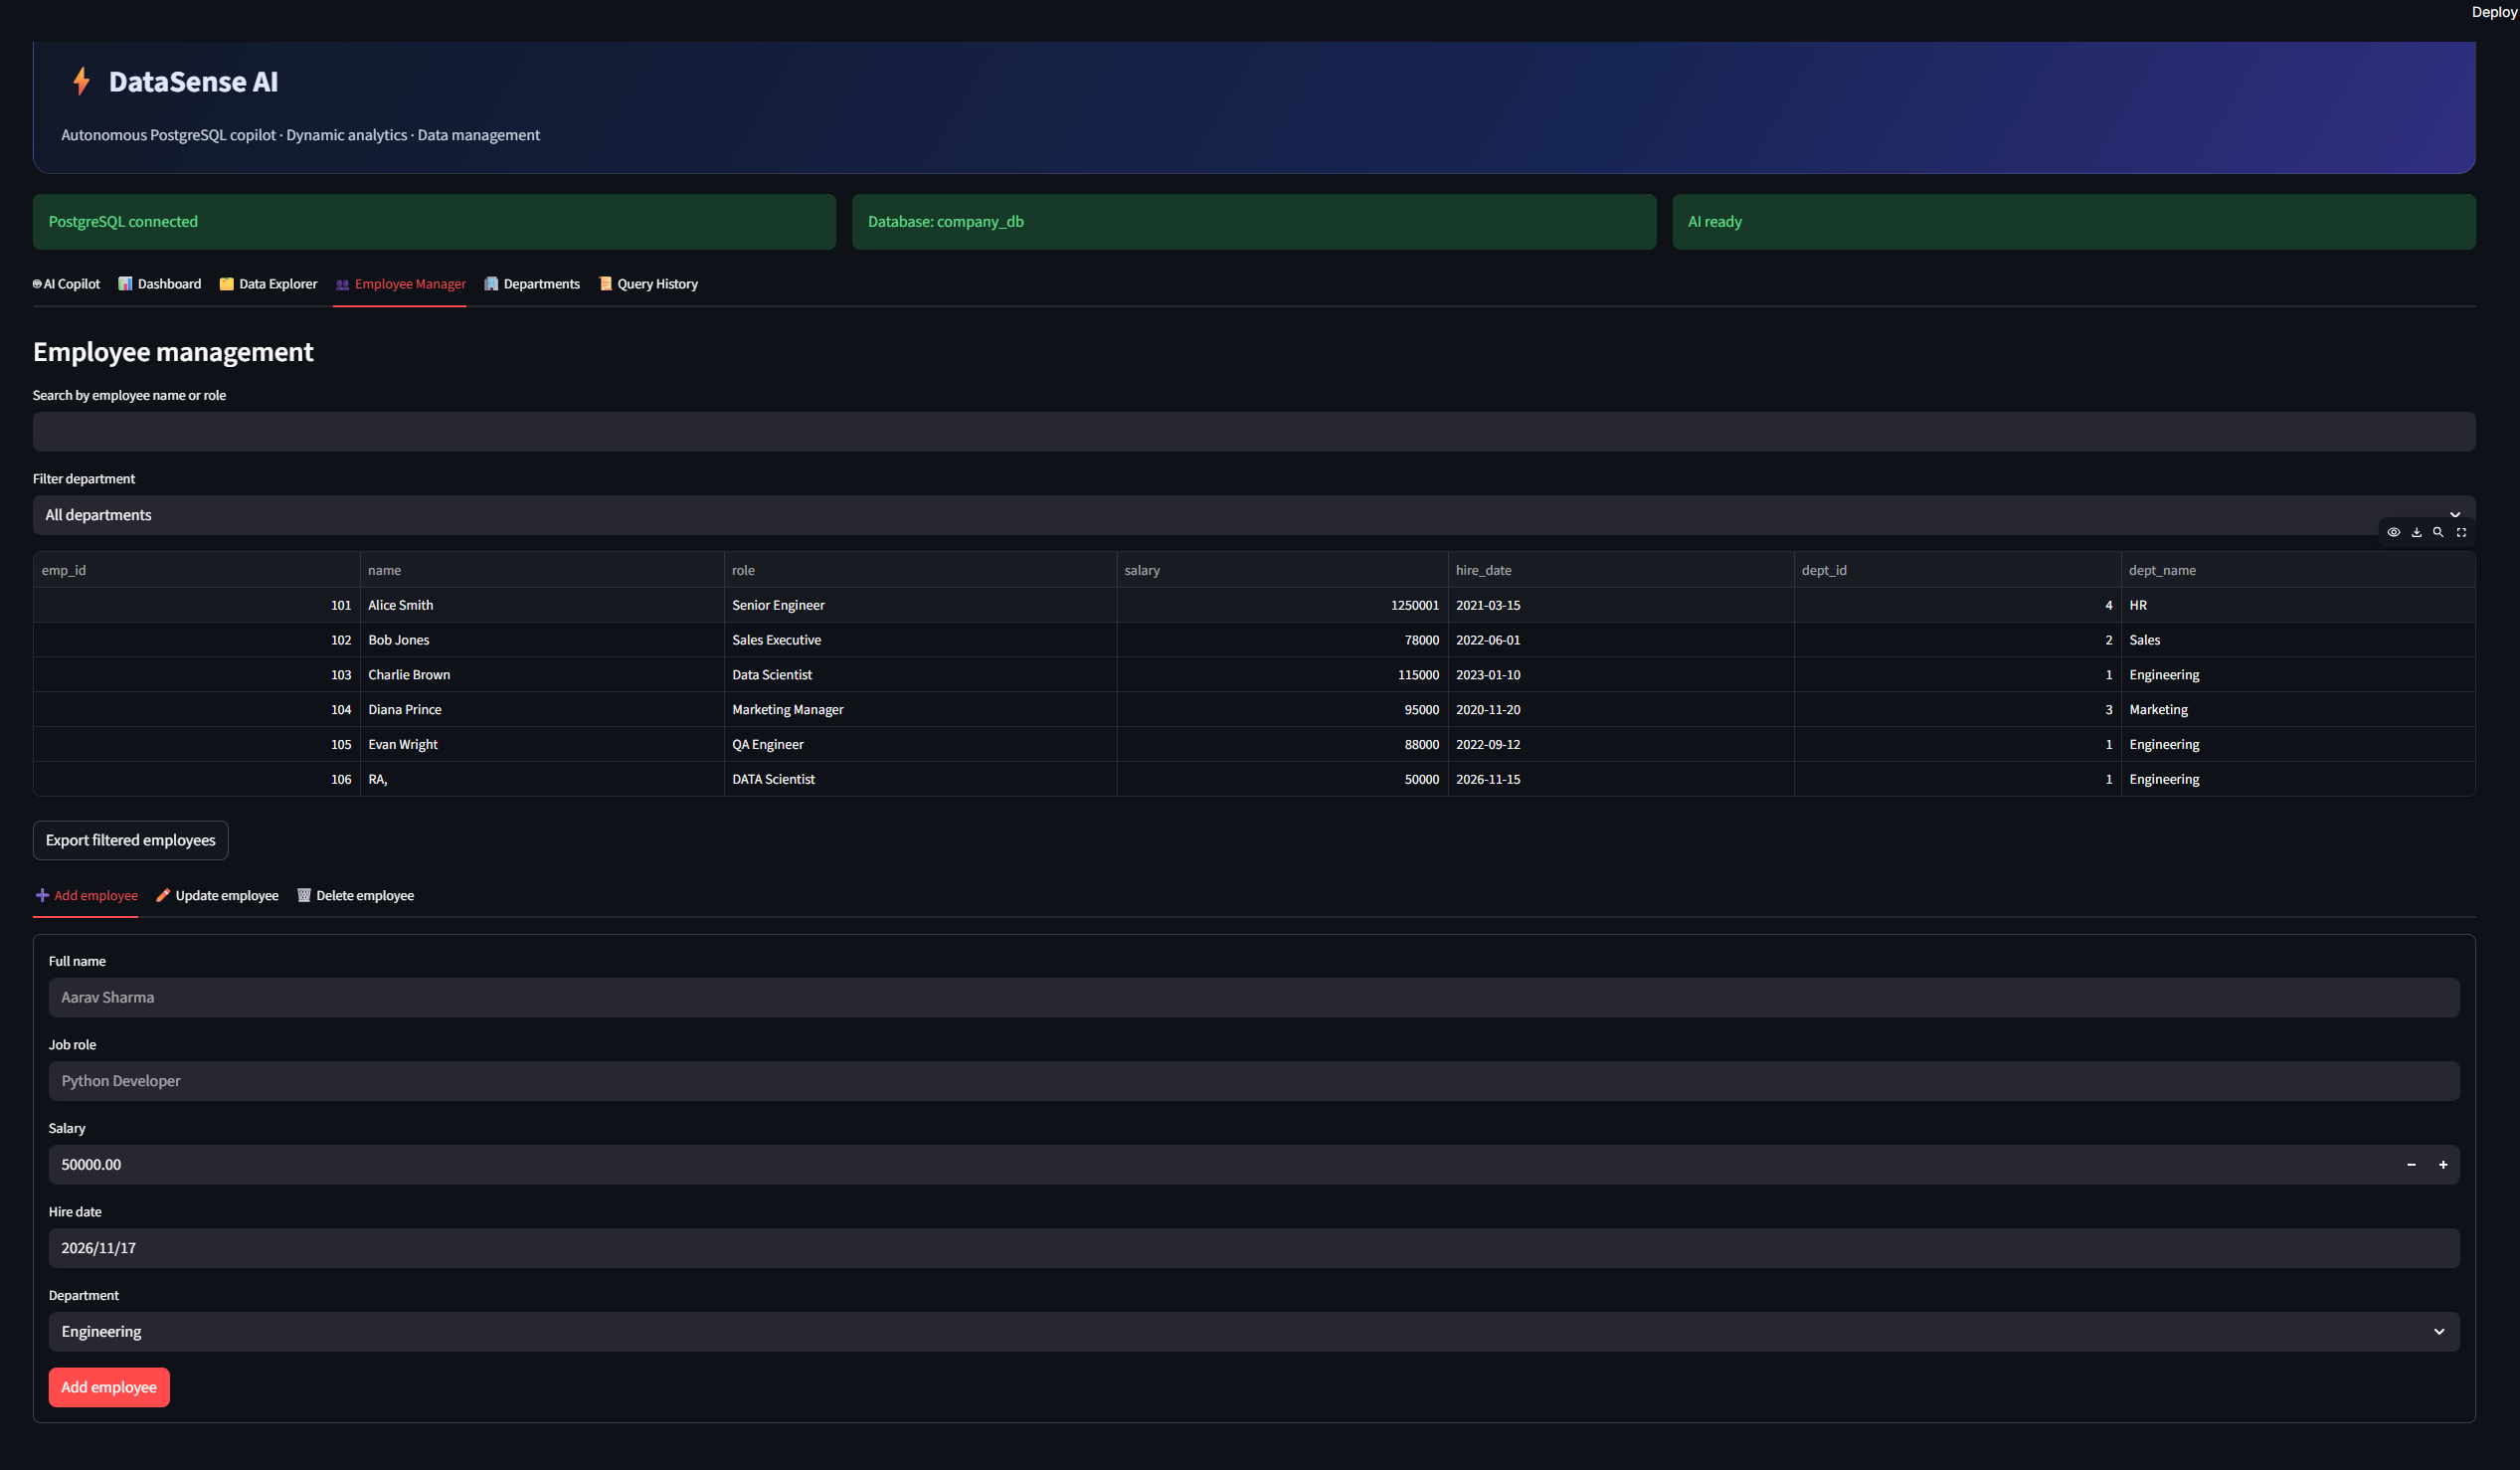 Deploy
DataSense AI
Autonomous PostgreSQL copilot · Dynamic analytics · Data management
PostgreSQL connected
Database: company_db
AI ready
AI Copilot Dashboard Data Explorer Employee Manager Departments Query History
Employee management
Search by employee name or role
Filter department
All departments
emp_id name role salary hire_date dept_id dept_name
101 Alice Smith Senior Engineer 1250001 2021-03-15 4 HR
102 Bob Jones Sales Executive 78000 2022-06-01 2 Sales
103 Charlie Brown Data Scientist 115000 2023-01-10 1 Engineering
104 Diana Prince Marketing Manager 95000 2020-11-20 3 Marketing
105 Evan Wright QA Engineer 88000 2022-09-12 1 Engineering
106 RA, DATA Scientist 50000 2026-11-15 1 Engineering
Export filtered employees
Add employee Update employee Delete employee
Full name
Aarav Sharma
Job role
Python Developer
Salary
50000.00
Hire date
2026/11/17
Department
Engineering
Add employee